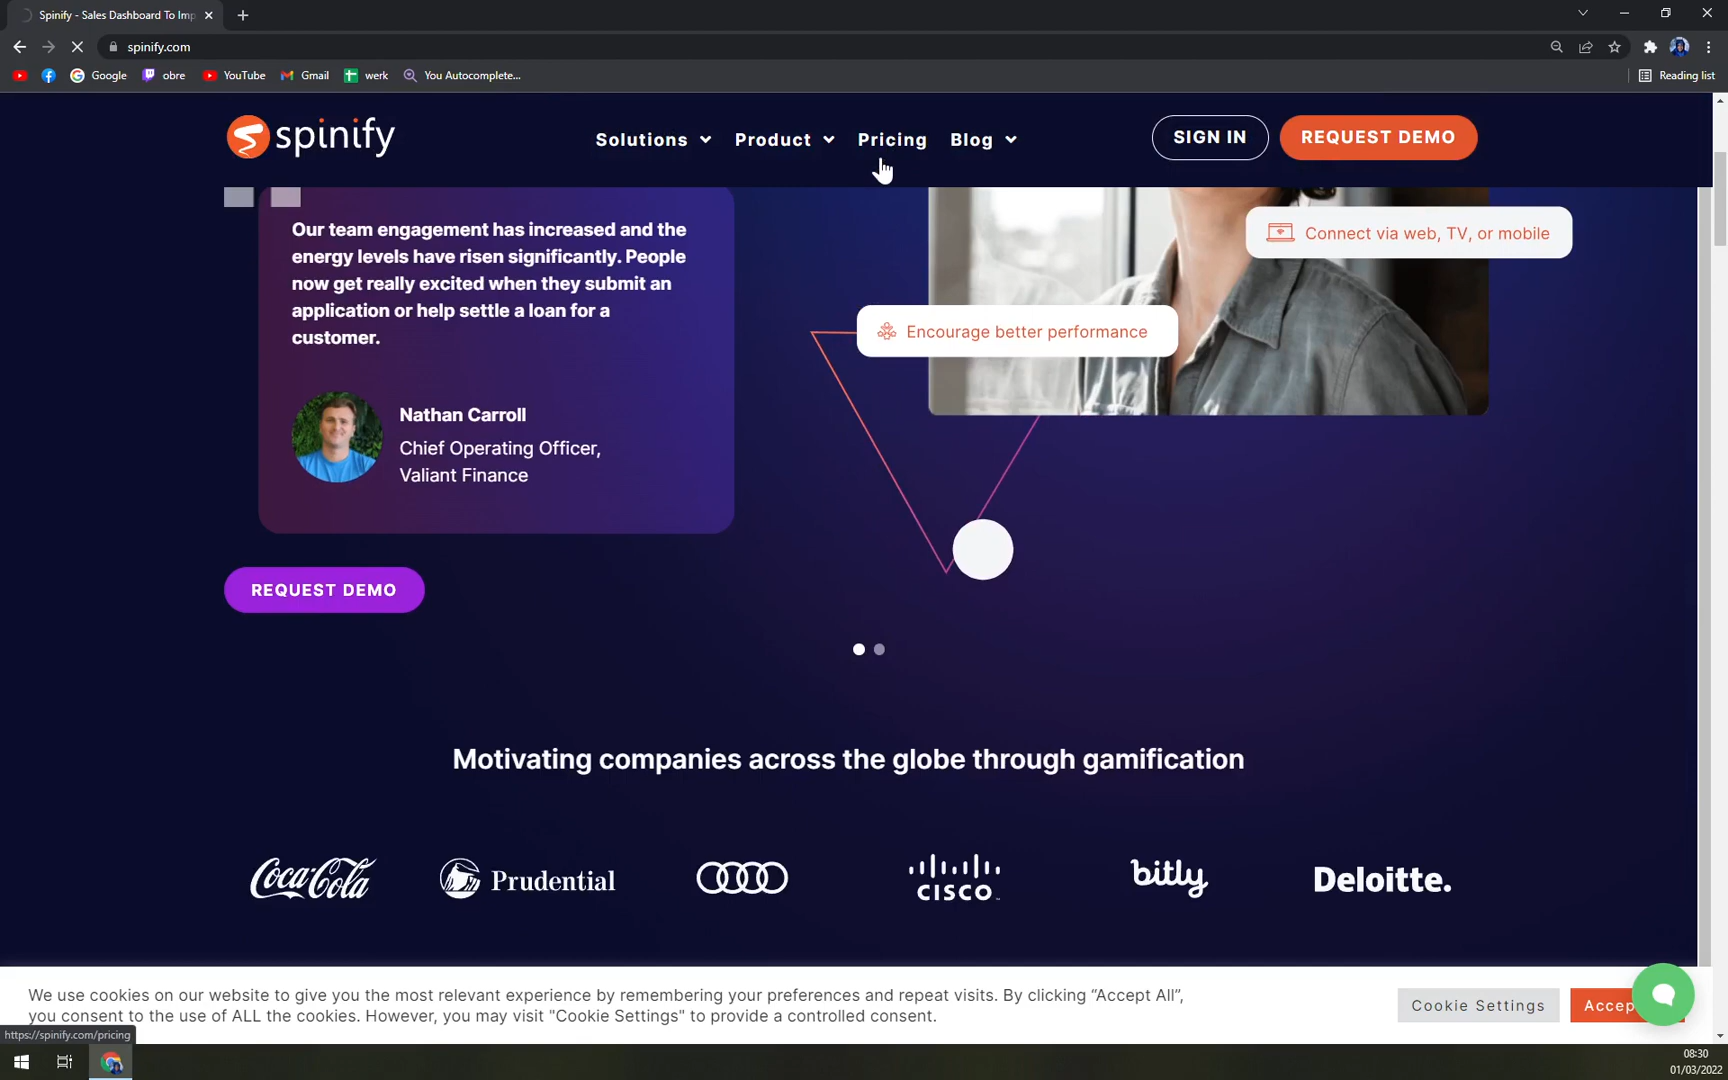 Spinify - Sales Dashboard To Imp
spinify.com
Google
obre
YouTube
Gmail
werk
You Autocomplete...
Reading list
spinify
Solutions
Product
Pricing
Blog
SIGN IN
REQUEST DEMO
Our team engagement has increased and the
energy levels have risen significantly. People
now get really excited when they submit an
application or help settle a loan for a
customer.
Nathan Carroll
Chief Operating Officer,
Valiant Finance
REQUEST DEMO
Connect via web, TV, or mobile
Encourage better performance
Motivating companies across the globe through gamification
Coca-Cola
Prudential
CISCO
bitly
Deloitte.
We use cookies on our website to give you the most relevant experience by remembering your preferences and repeat visits. By clicking “Accept All”,
you consent to the use of ALL the cookies. However, you may visit "Cookie Settings" to provide a controlled consent.
Cookie Settings
Accep
https://spinify.com/pricing
08:30
01/03/2022